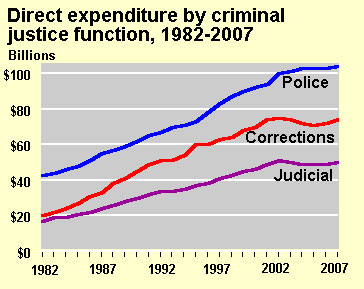 Direct expenditure by criminal
justice function, 1982-2007
Billions
$100
Police
$80
Corrections
$60
$40
Judicial
$20
$0
1982 1987 1992 1997 2002 2007